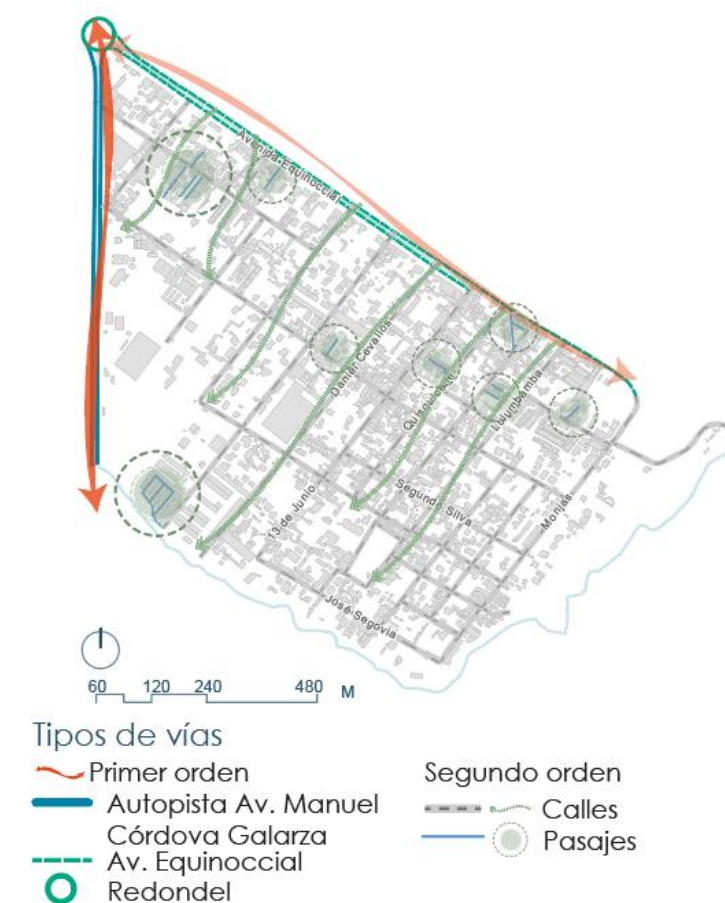 Avenida Equinoccial
Daniel Cevallos
Lulumbamba
13 de Junio
Segundo Silva
Monjas
José Segovia
60 120 240 480 M
Tipos de vías
Primer orden
Autopista Av. Manuel
Córdova Galarza
Av. Equinoccial
Redondel
Segundo orden
Calles
Pasajes